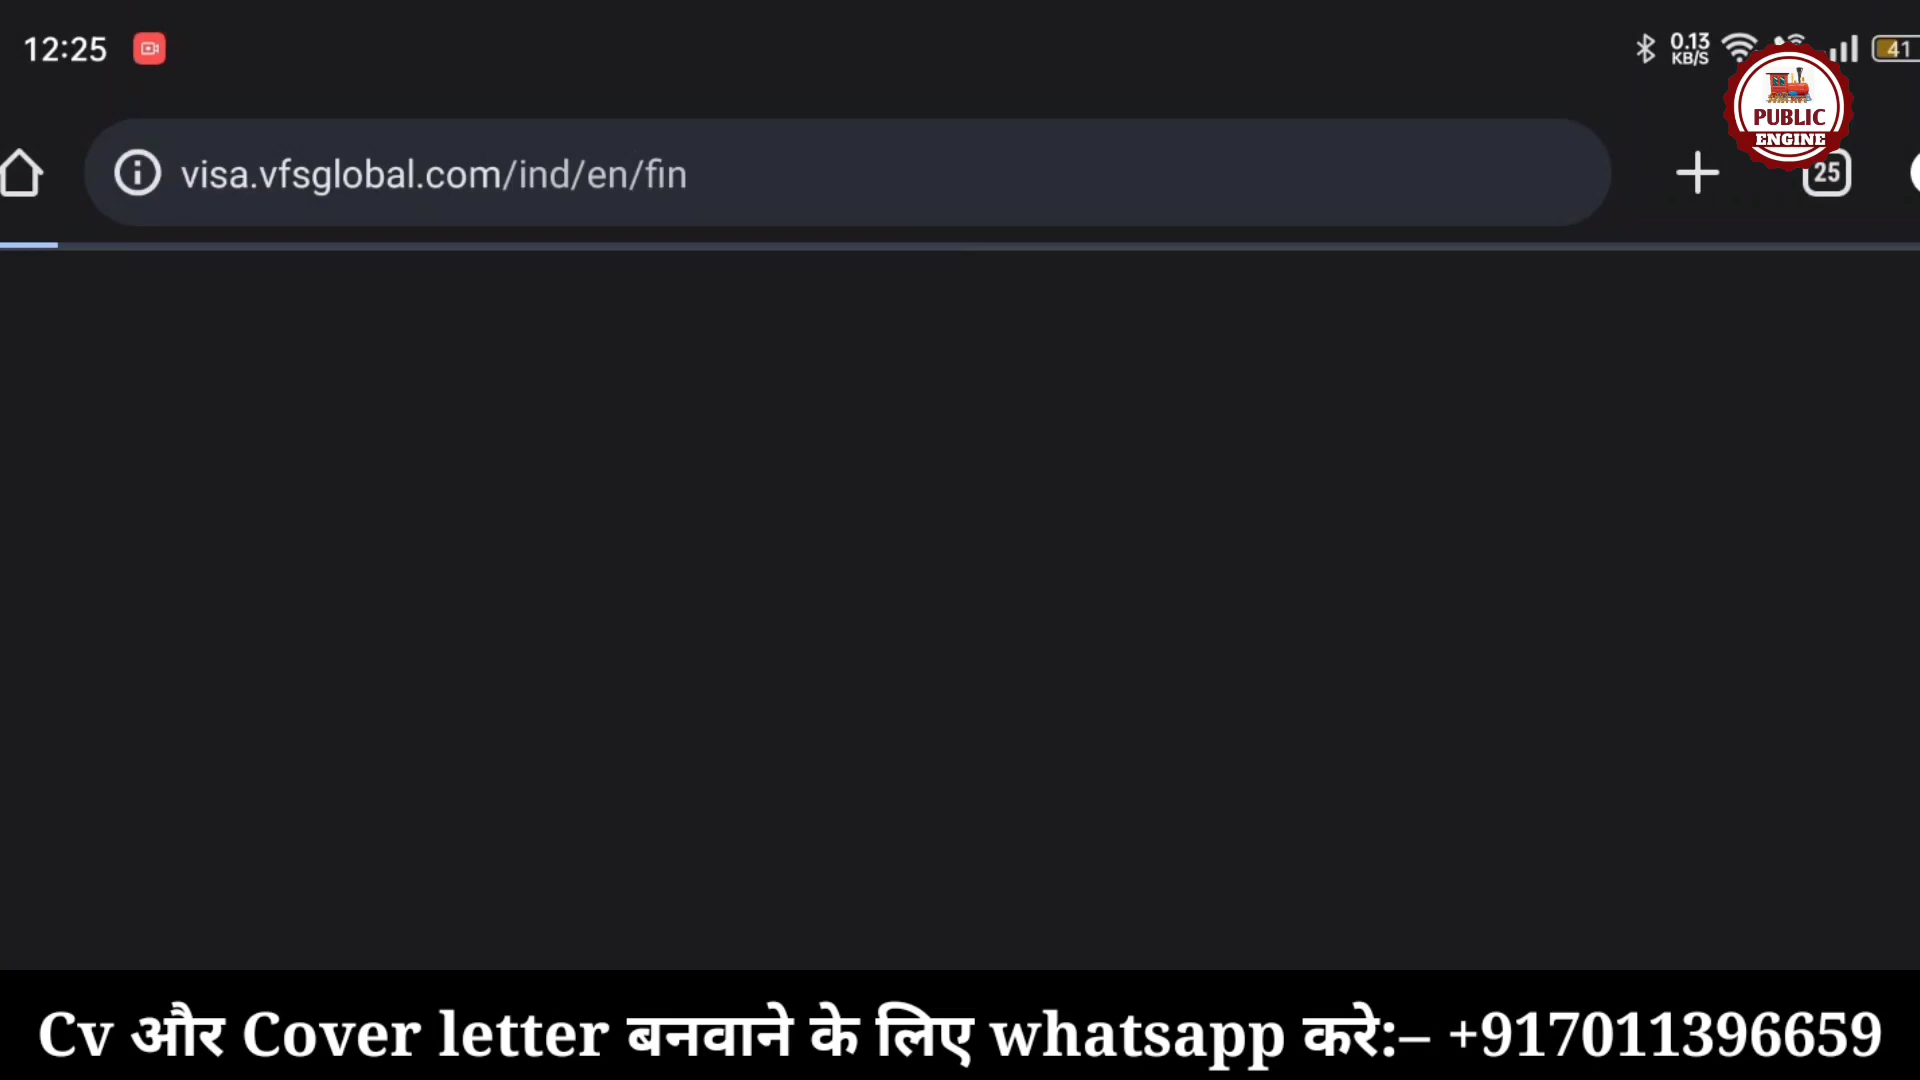 12:25
0.13
KB/S
41
PUBLIC
ENGINE
visa.vfsglobal.com/ind/en/fin
25
Cv और Cover letter बनवाने के लिए whatsapp करे:– +917011396659